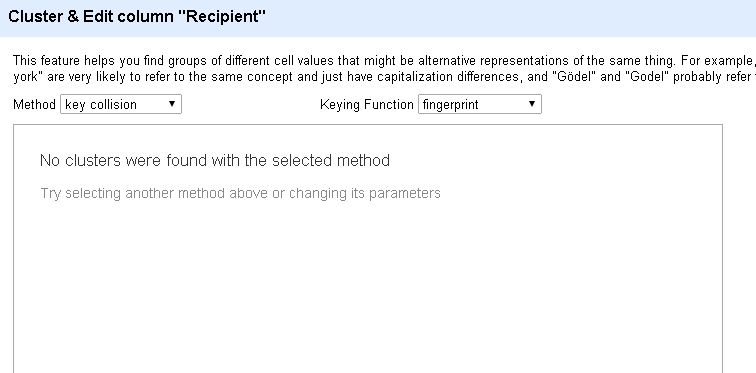 Cluster & Edit column "Recipient"
This feature helps you find groups of different cell values that might be alternative representations of the same thing. For example,
york" are very likely to refer to the same concept and just have capitalization differences, and "Gödel" and "Godel" probably refer
Method key collision Keying Function fingerprint
No clusters were found with the selected method
Try selecting another method above or changing its parameters